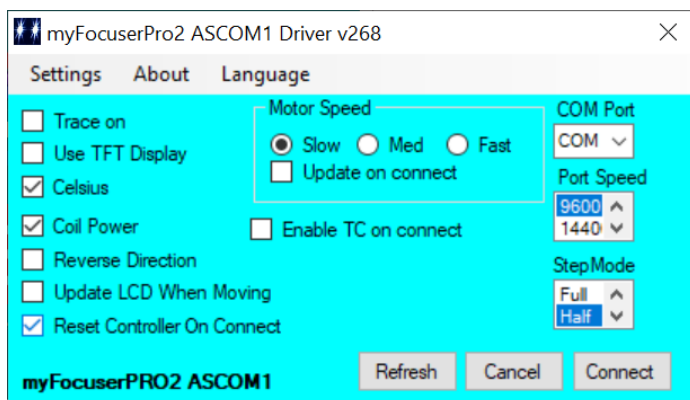 myFocuserPro2 ASCOM1 Driver v268
Settings About Language
Trace on
Use TFT Display
Celsius
Coil Power
Reverse Direction
Update LCD When Moving
Reset Controller On Connect
Motor Speed
Slow Med Fast
Update on connect
Enable TC on connect
COM Port
COM
Port Speed
9600
1440
StepMode
Full
Half
myFocuserPRO2 ASCOM1
Refresh Cancel Connect